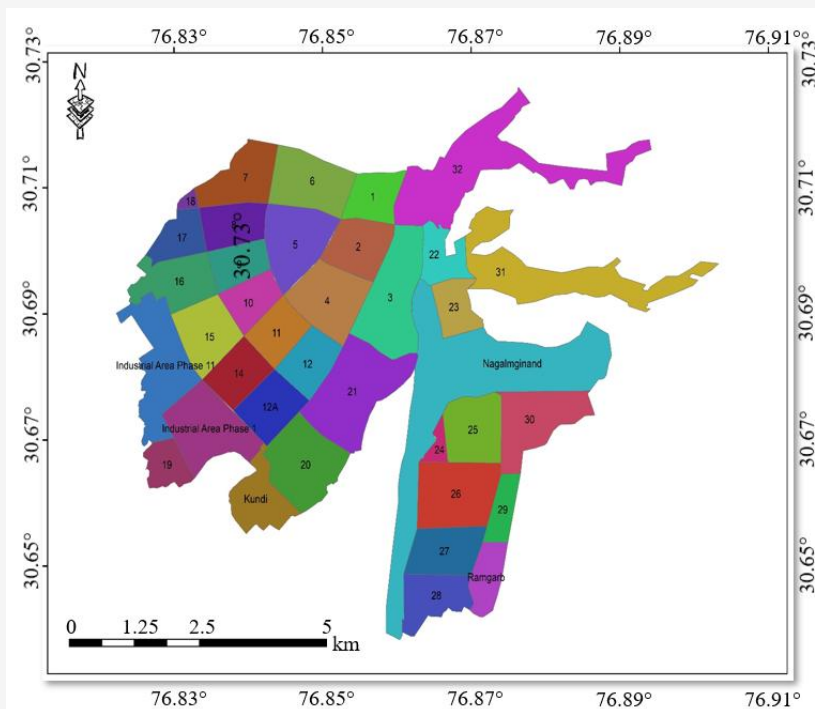 76.83° 76.85° 76.87° 76.89° 76.91°
30.73° 30.73°
N
32
7 6
30.71° 1 30.71°
18
17 30.73° 5 2 22
31
16
10 4 3 23
30.69° 30.69°
15 11
Indusinal Area Phase 11 12 Nagalmginand
14
12A 21
Industrial Area Phase 1 25 30
30.67° 30.67°
24
19 20
26
Kundi 29
27
30.65° Ramgarb 30.65°
28
0 1.25 2.5 5
km
76.83° 76.85° 76.87° 76.89° 76.91°